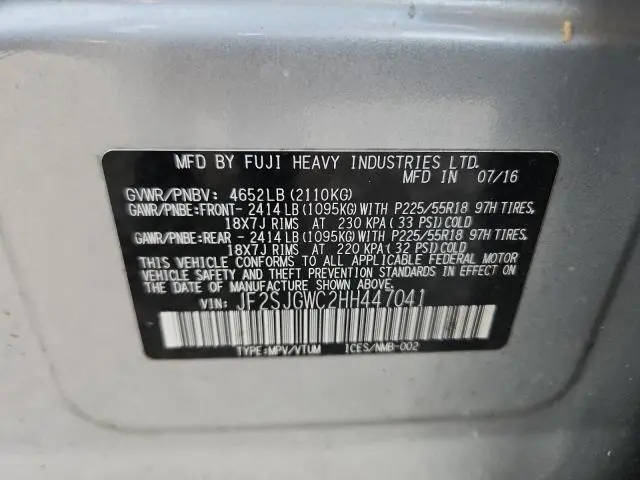 MFD BY FUJI HEAVY INDUSTRIES LTD.
MFD IN 07/16
GVWR/PNBV: 4652LB (2110KG)
GAWR/PNBE:FRONT- 2414LB (1095KG) WITH P225/55R18 97H TIRES,
18X7J RIMS AT 230 KPA (33 PSI) COLD
GAWR/PNBE:REAR - 2414LB (1095KG) WITH P225/55R18 97H TIRES,
18X7J RIMS AT 220 KPA (32 PSI) COLD
THIS VEHICLE CONFORMS TO ALL APPLICABLE FEDERAL MOTOR
VEHICLE SAFETY AND THEFT PREVENTION STANDARDS IN EFFECT
ON THE DATE OF MANUFACTURE SHOWN ABOVE.
VIN: JF2SJGWC2HH447041
TYPE:MPV/VTUM ICES/NMB-002